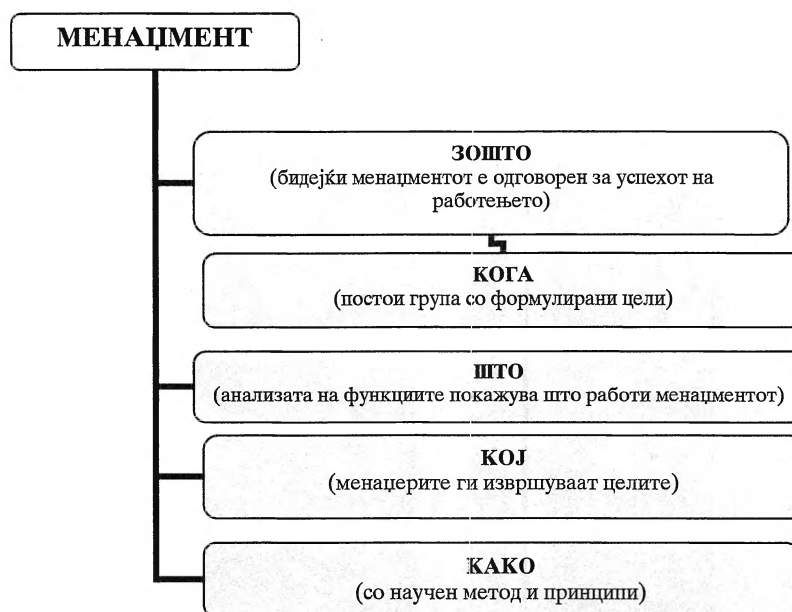 МЕНАЏМЕНТ
ЗОШТО
(бидејќи менаџментот е одговорен за успехот на
работењето)
КОГА
(постои група со формулирани цели)
ШТО
(анализата на функциите покажува што работи менаџментот)
КОЈ
(менаџерите ги извршуваат целите)
КАКО
(со научен метод и принципи)